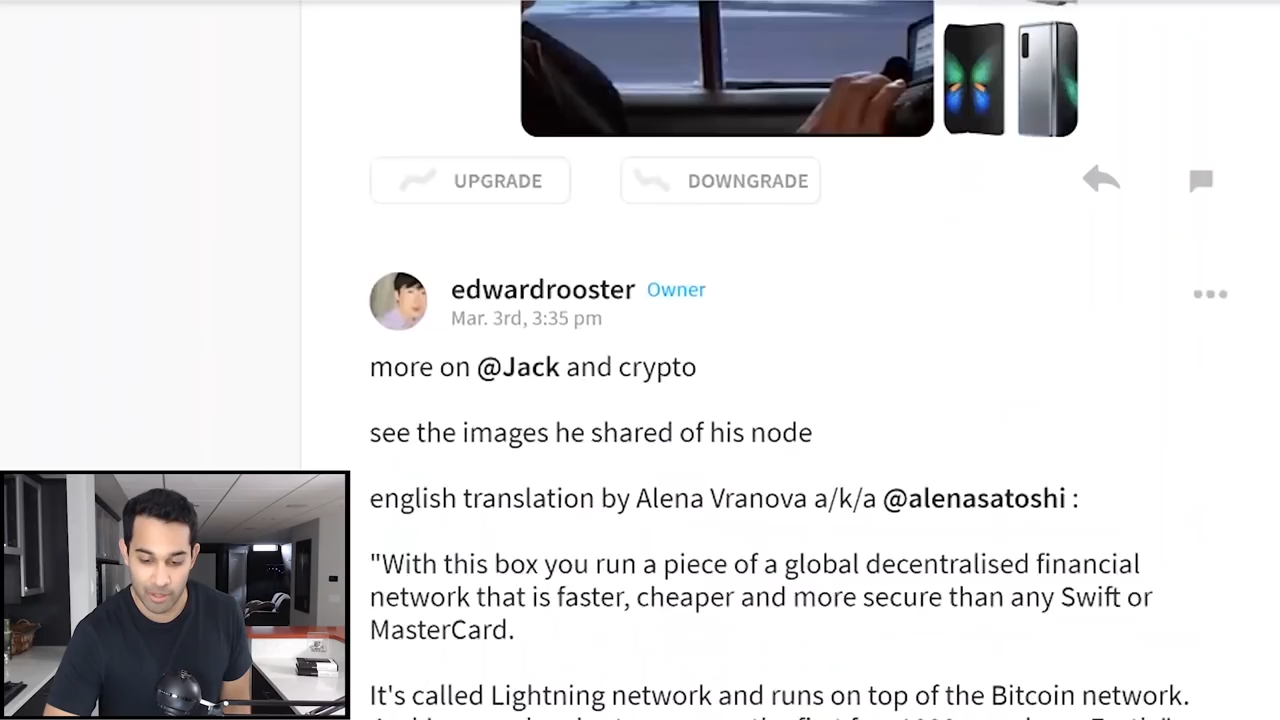 UPGRADE
DOWNGRADE
edwardrooster Owner
Mar. 3rd, 3:35 pm
more on @Jack and crypto
see the images he shared of his node
english translation by Alena Vranova a/k/a @alenasatoshi :
"With this box you run a piece of a global decentralised financial
network that is faster, cheaper and more secure than any Swift or
MasterCard.
It's called Lightning network and runs on top of the Bitcoin network.